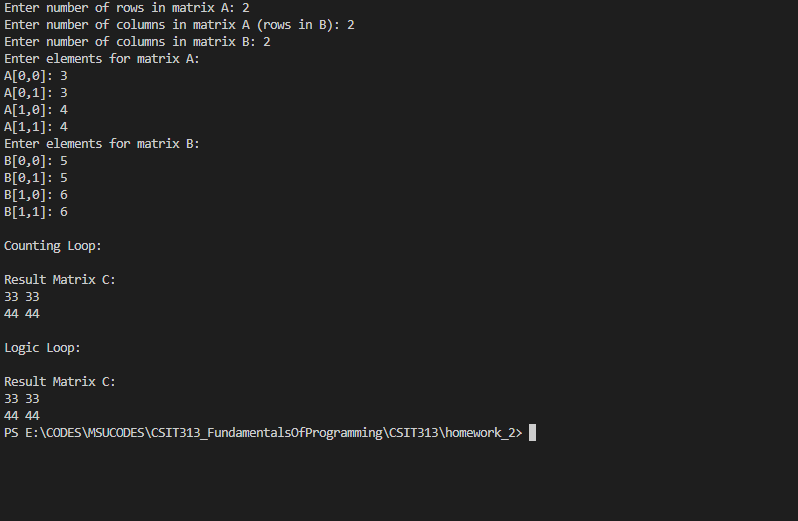 Enter number of rows in matrix A: 2
Enter number of columns in matrix A (rows in B): 2
Enter number of columns in matrix B: 2
Enter elements for matrix A:
A[0,0]: 3
A[0,1]: 3
A[1,0]: 4
A[1,1]: 4
Enter elements for matrix B:
B[0,0]: 5
B[0,1]: 5
B[1,0]: 6
B[1,1]: 6
Counting Loop:
Result Matrix C:
33 33
44 44
Logic Loop:
Result Matrix C:
33 33
44 44
PS E:\CODES\MSUCODES\CSIT313_FundamentalsOfProgramming\CSIT313\homework_2>